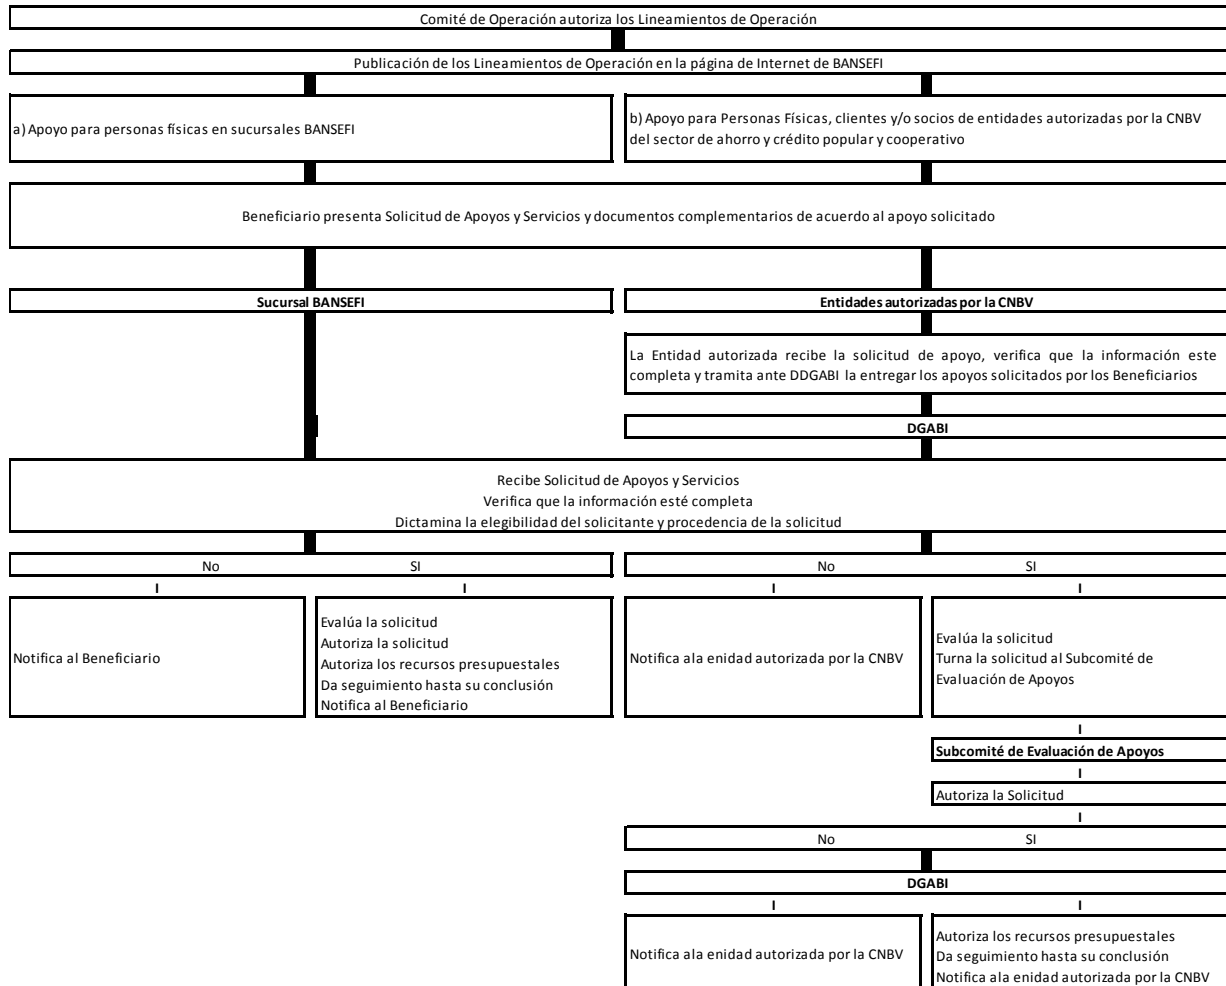 Comité de Operación autoriza los Lineamientos de Operación
Publicación de los Lineamientos de Operación en la página de Internet de BANSEFI
a) Apoyo para personas físicas en sucursales BANSEFI
b) Apoyo para Personas Físicas, clientes y/o socios de entidades autorizadas por la CNBV
del sector de ahorro y crédito popular y cooperativo
Beneficiario presenta Solicitud de Apoyos y Servicios y documentos complementarios de acuerdo al apoyo solicitado
Sucursal BANSEFI
Entidades autorizadas por la CNBV
La Entidad autorizada recibe la solicitud de apoyo, verifica que la información este
completa y tramita ante DDGABI la entregar los apoyos solicitados por los Beneficiarios
DGABI
Recibe Solicitud de Apoyos y Servicios
Verifica que la información esté completa
Dictamina la elegibilidad del solicitante y procedencia de la solicitud
No
SI
No
SI
Notifica al Beneficiario
Evalúa la solicitud
Autoriza la solicitud
Autoriza los recursos presupuestales
Da seguimiento hasta su conclusión
Notifica al Beneficiario
Notifica ala enidad autorizada por la CNBV
Evalúa la solicitud
Turna la solicitud al Subcomité de
Evaluación de Apoyos
Subcomité de Evaluación de Apoyos
Autoriza la Solicitud
No
SI
DGABI
Notifica ala enidad autorizada por la CNBV
Autoriza los recursos presupuestales
Da seguimiento hasta su conclusión
Notifica ala enidad autorizada por la CNBV